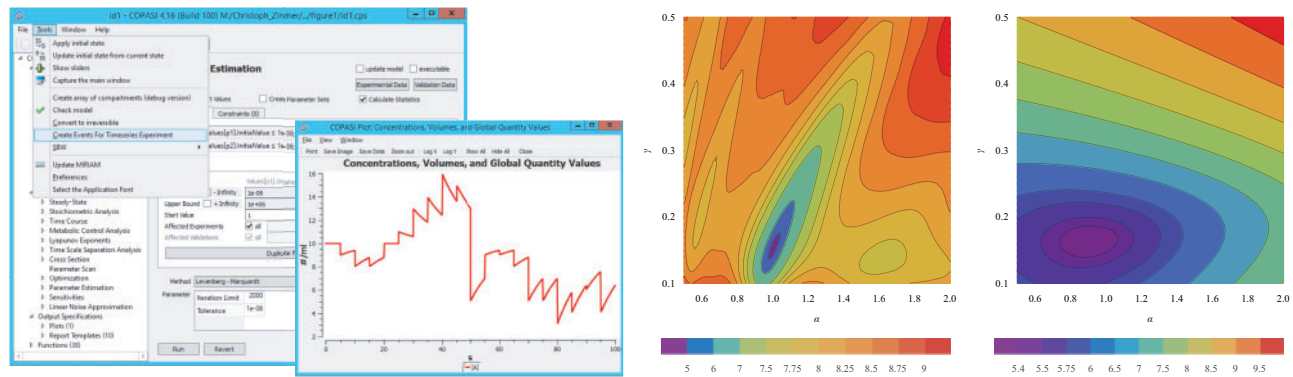 id1 - COPASI 4.16 (Build 100) M:/Christoph_Zimmer/../figure1/id1.cps
File Tools Window Help
Apply initial state
Update initial state from current state
Show sliders
Capture the main window
Create array of compartments (debug version)
Check model
Convert to irreversible
Create Events For Timeseries Experiment
SBW
Update MIRIAM
Preferences
Select the Application Font
Estimation
update model executable
Experimental Data Validation Data
Create Parameter Sets Calculate Statistics
Constraints (0)
- Infinity 1e-06
Upper Bound + Infinity 1e+06
Start Value 1
Affected Experiments all
Affected Validations all
Steady-State
Stoichiometric Analysis
Time Course
Metabolic Control Analysis
Lyapunov Exponents
Time Scale Separation Analysis
Cross Section
Parameter Scan
Optimization
Parameter Estimation
Sensitivities
Linear Noise Approximation
Output Specifications
Plots (1)
Report Templates (10)
Functions (38)
Method Levenberg - Marquardt
Parameter Iteration Limit 2000
Tolerance 1e-08
Run Revert
COPASI Plot: Concentrations, Volumes, and Global Quantity Values
File View Window
Print Save Image Save Data Zoom out Log X Log Y Show All Hide All Close
Concentrations, Volumes, and Global Quantity Values
16
14
12
10
8
6
4
2
#/ml
0 20 40 60 80 100
s
[X]
0.5
0.4
0.3
0.2
0.1
γ
0.6 0.8 1.0 1.2 1.4 1.6 1.8 2.0
α
5 6 7 7.5 7.75 8 8.25 8.5 8.75 9
0.5
0.4
0.3
0.2
0.1
γ
0.6 0.8 1.0 1.2 1.4 1.6 1.8 2.0
α
5.4 5.5 5.75 6 6.5 7 7.5 8 8.5 9 9.5